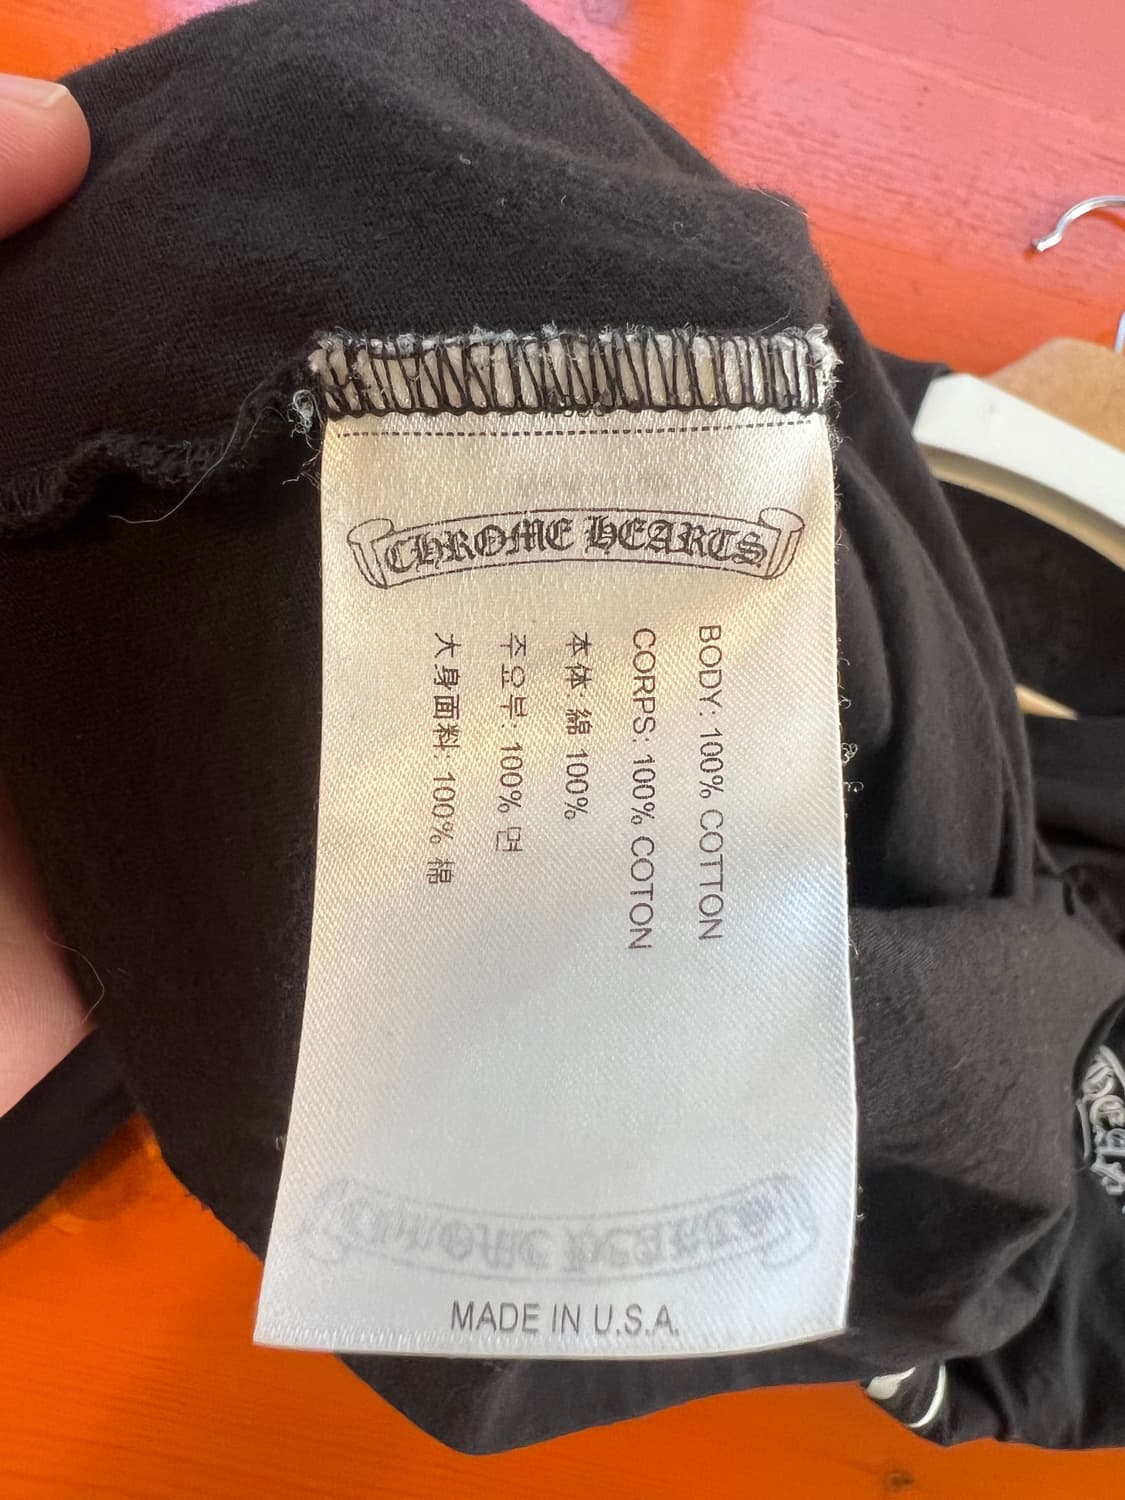 CHROME HEARTS
BODY: 100% COTTON
CORPS: 100% COTON
本体: 綿 100%
주요부: 100% 면
大身面料: 100% 棉
MADE IN U.S.A.